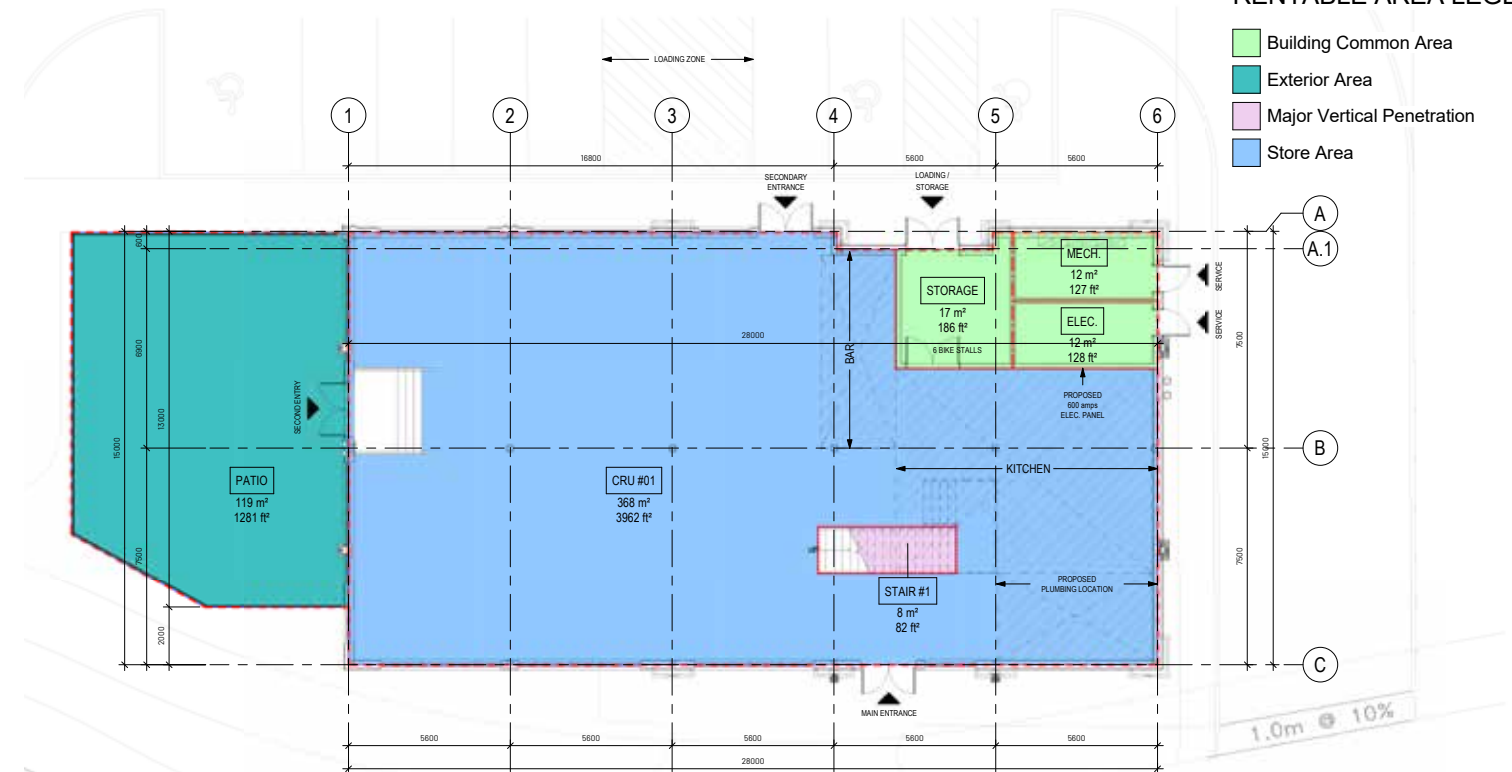 RENTABLE AREA LEGE
Building Common Area
Exterior Area
Major Vertical Penetration
Store Area
LOADING ZONE
1
2
3
4
5
6
16800
5600
5600
SECONDARY
ENTRANCE
LOADING /
STORAGE
A
A.1
B
C
600
6900
7500
13000
2000
15000
SECOND ENTRY
28000
BAR
STORAGE
17 m²
186 ft²
6 BIKE STALLS
MECH.
12 m²
127 ft²
ELEC.
12 m²
128 ft²
SERVICE
SERVICE
PROPOSED
600 amps
ELEC. PANEL
7500
15000
7500
KITCHEN
PATIO
119 m²
1281 ft²
CRU #01
368 m²
3962 ft²
STAIR #1
8 m²
82 ft²
PROPOSED
PLUMBING LOCATION
MAIN ENTRANCE
1.0m @ 10%
5600
5600
5600
5600
5600
28000